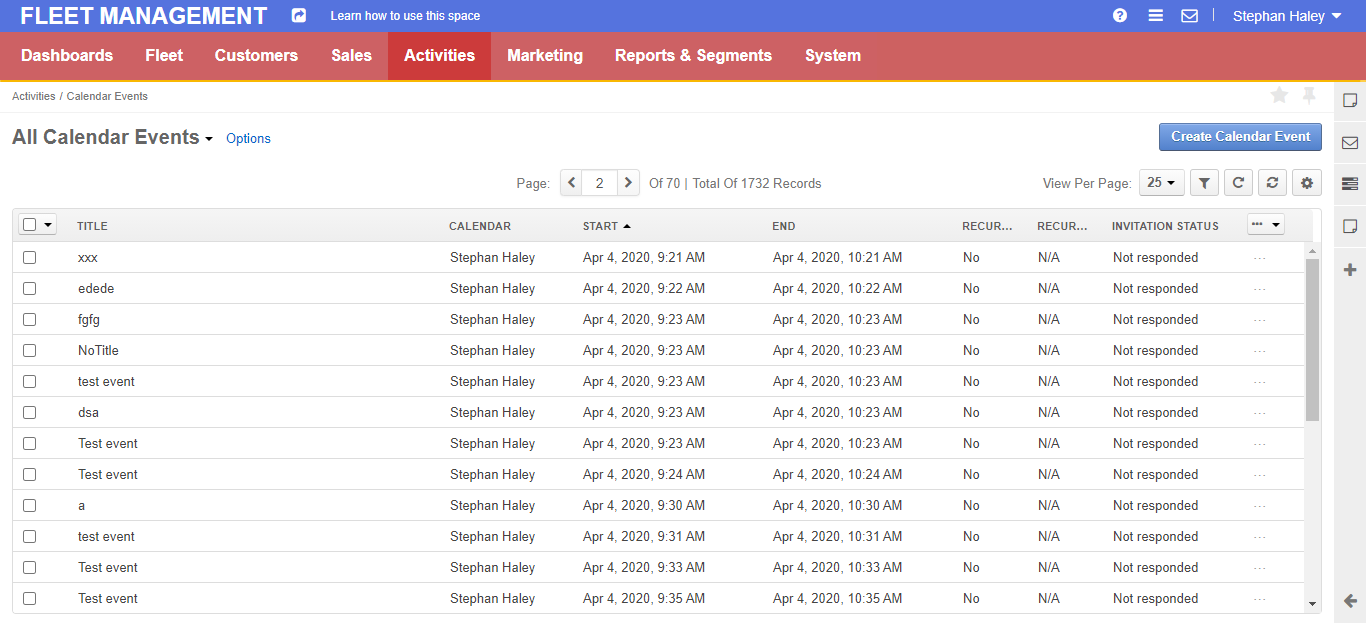 FLEET MANAGEMENT Learn how to use this space Stephan Haley
Dashboards Fleet Customers Sales Activities Marketing Reports & Segments System
Activities / Calendar Events
All Calendar Events Options Create Calendar Event
Page: 2 Of 70 | Total Of 1732 Records View Per Page: 25
TITLE CALENDAR START END RECUR... RECUR... INVITATION STATUS
xxx Stephan Haley Apr 4, 2020, 9:21 AM Apr 4, 2020, 10:21 AM No N/A Not responded ...
edede Stephan Haley Apr 4, 2020, 9:22 AM Apr 4, 2020, 10:22 AM No N/A Not responded ...
fgfg Stephan Haley Apr 4, 2020, 9:23 AM Apr 4, 2020, 10:23 AM No N/A Not responded ...
NoTitle Stephan Haley Apr 4, 2020, 9:23 AM Apr 4, 2020, 10:23 AM No N/A Not responded ...
test event Stephan Haley Apr 4, 2020, 9:23 AM Apr 4, 2020, 10:23 AM No N/A Not responded ...
dsa Stephan Haley Apr 4, 2020, 9:23 AM Apr 4, 2020, 10:23 AM No N/A Not responded ...
Test event Stephan Haley Apr 4, 2020, 9:23 AM Apr 4, 2020, 10:23 AM No N/A Not responded ...
Test event Stephan Haley Apr 4, 2020, 9:24 AM Apr 4, 2020, 10:24 AM No N/A Not responded ...
a Stephan Haley Apr 4, 2020, 9:30 AM Apr 4, 2020, 10:30 AM No N/A Not responded ...
test event Stephan Haley Apr 4, 2020, 9:31 AM Apr 4, 2020, 10:31 AM No N/A Not responded ...
Test event Stephan Haley Apr 4, 2020, 9:33 AM Apr 4, 2020, 10:33 AM No N/A Not responded ...
Test event Stephan Haley Apr 4, 2020, 9:35 AM Apr 4, 2020, 10:35 AM No N/A Not responded ...